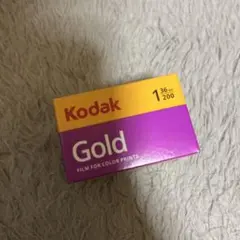 Kodak
1 36 200
Gold
FILM FOR COLOR PRINTS